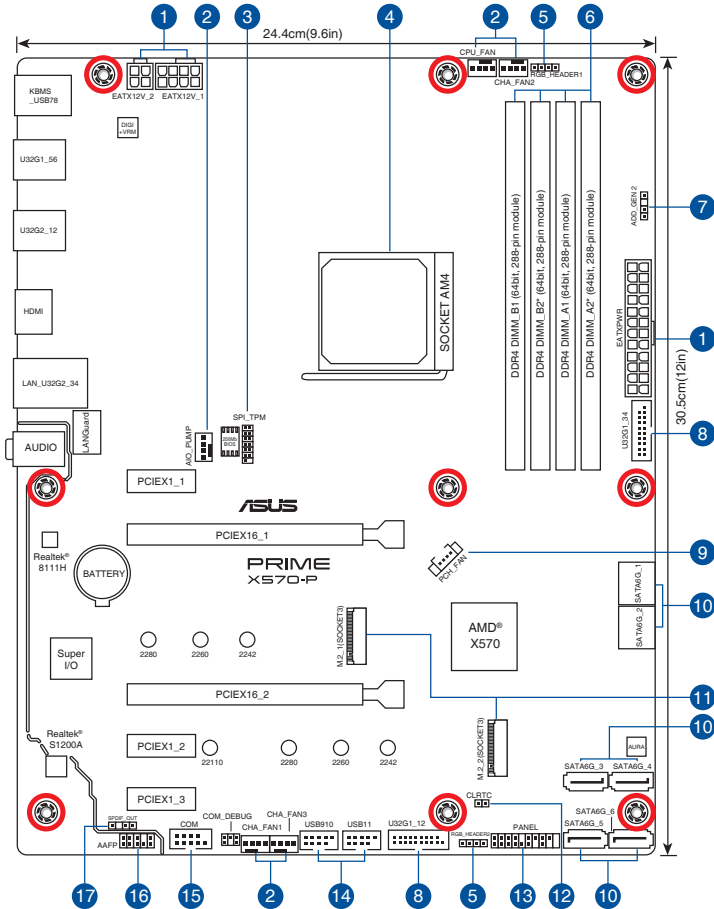 1
2
3
4
2
5
6
24.4cm(9.6in)
CPU_FAN
CHA_FAN2
RGB_HEADER1
EATX12V_2
EATX12V_1
KBMS
_USB78
DIGI
+VRM
U32G1_56
U32G2_12
HDMI
LAN_U32G2_34
LANGuard
AUDIO
SOCKET AM4
DDR4 DIMM_B1 (64bit, 288-pin module)
DDR4 DIMM_B2* (64bit, 288-pin module)
DDR4 DIMM_A1 (64bit, 288-pin module)
DDR4 DIMM_A2* (64bit, 288-pin module)
ADD_GEN 2
7
EATXPWR
1
30.5cm(12in)
U32G1_34
8
SPI_TPM
AIO_PUMP
256Mb
BIOS
PCIEX1_1
ASUS
PCIEX16_1
PRIME
X570-P
Realtek®
8111H
BATTERY
PCH_FAN
9
SATA6G_1
SATA6G_2
10
AMD®
X570
M.2_1(SOCKET3)
Super
I/O
2280
2260
2242
11
PCIEX16_2
M.2_2(SOCKET3)
10
Realtek®
S1200A
PCIEX1_2
22110
2280
2260
2242
AURA
SATA6G_3
SATA6G_4
PCIEX1_3
CLRTC
SPDIF_OUT
AAFP
COM
COM_DEBUG
CHA_FAN1
CHA_FAN3
USB910
USB11
U32G1_12
RGB_HEADER2
PANEL
SATA6G_5
SATA6G_6
17
16
15
2
14
8
5
13
12
10